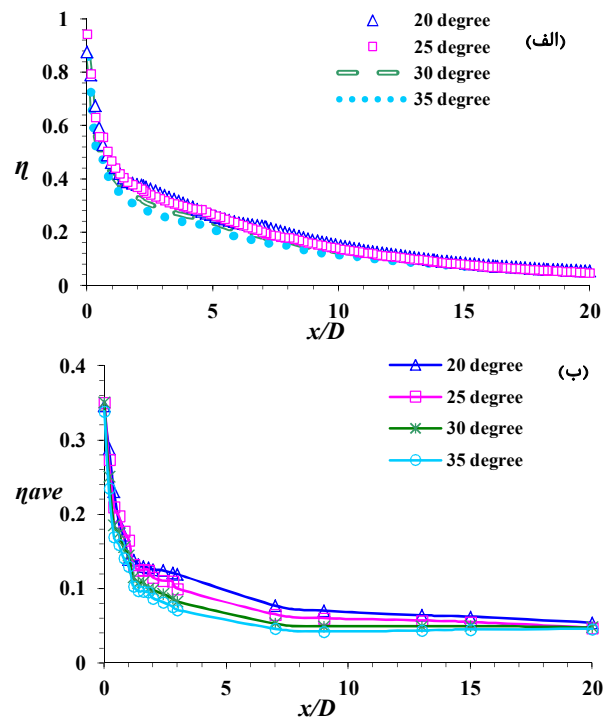 20 degree
25 degree
30 degree
35 degree
(الف)
1
0.8
0.6
0.4
0.2
0
η
0 5 10 15 20
x/D
20 degree
25 degree
30 degree
35 degree
(ب)
0.4
0.3
0.2
0.1
0
ηave
0 5 10 15 20
x/D